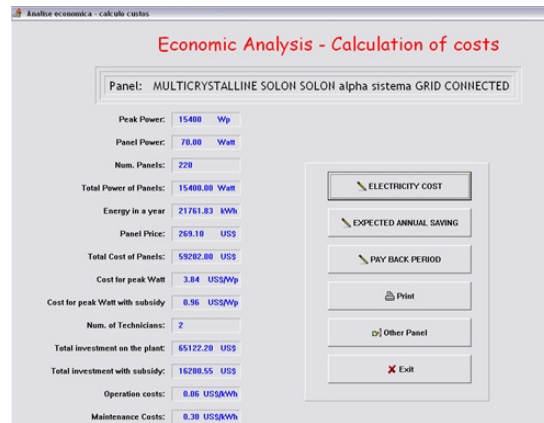 Analise economica - calculo custos
Economic Analysis - Calculation of costs
Panel: MULTICRYSTALLINE SOLON SOLON alpha sistema GRID CONNECTED
Peak Power: 15400 Wp
Panel Power: 70.00 Watt
Num. Panels: 220
Total Power of Panels: 15400.00 Watt
Energy in a year 21761.83 kWh
Panel Price: 269.10 US$
Total Cost of Panels: 59202.00 US$
Cost for peak Watt 3.84 US$/Wp
Cost for peak Watt with subsidy 0.96 US$/Wp
Num. of Technicians: 2
Total investment on the plant: 65122.20 US$
Total investment with subsidy: 16280.55 US$
Operation costs: 0.06 US$/kWh
Maintenance Costs: 0.30 US$/kWh
ELECTRICITY COST
EXPECTED ANNUAL SAVING
PAY BACK PERIOD
Print
Other Panel
Exit